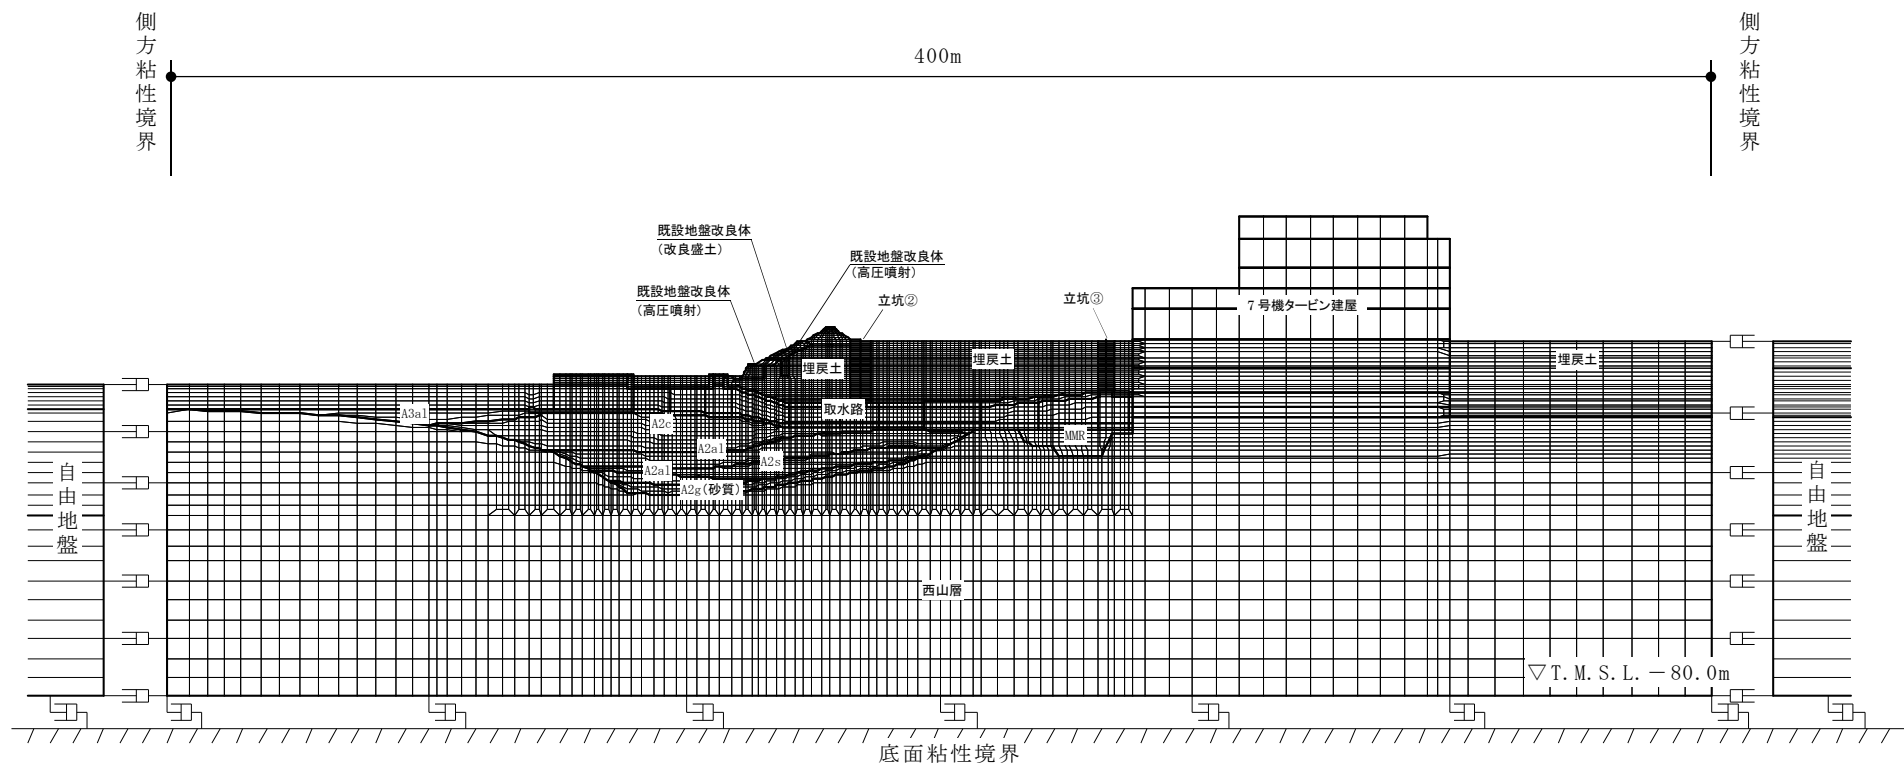 側方粘性境界
側方粘性境界
400m
既設地盤改良体
(改良盛土)
既設地盤改良体
(高圧噴射)
既設地盤改良体
(高圧噴射)
立坑②
立坑③
7号機タービン建屋
埋戻土
埋戻土
埋戻土
A3al
取水路
A2c
MMR
A2al
A2s
A2al
A2g(砂質)
自由地盤
自由地盤
西山層
▽T.M.S.L.－80.0m
底面粘性境界